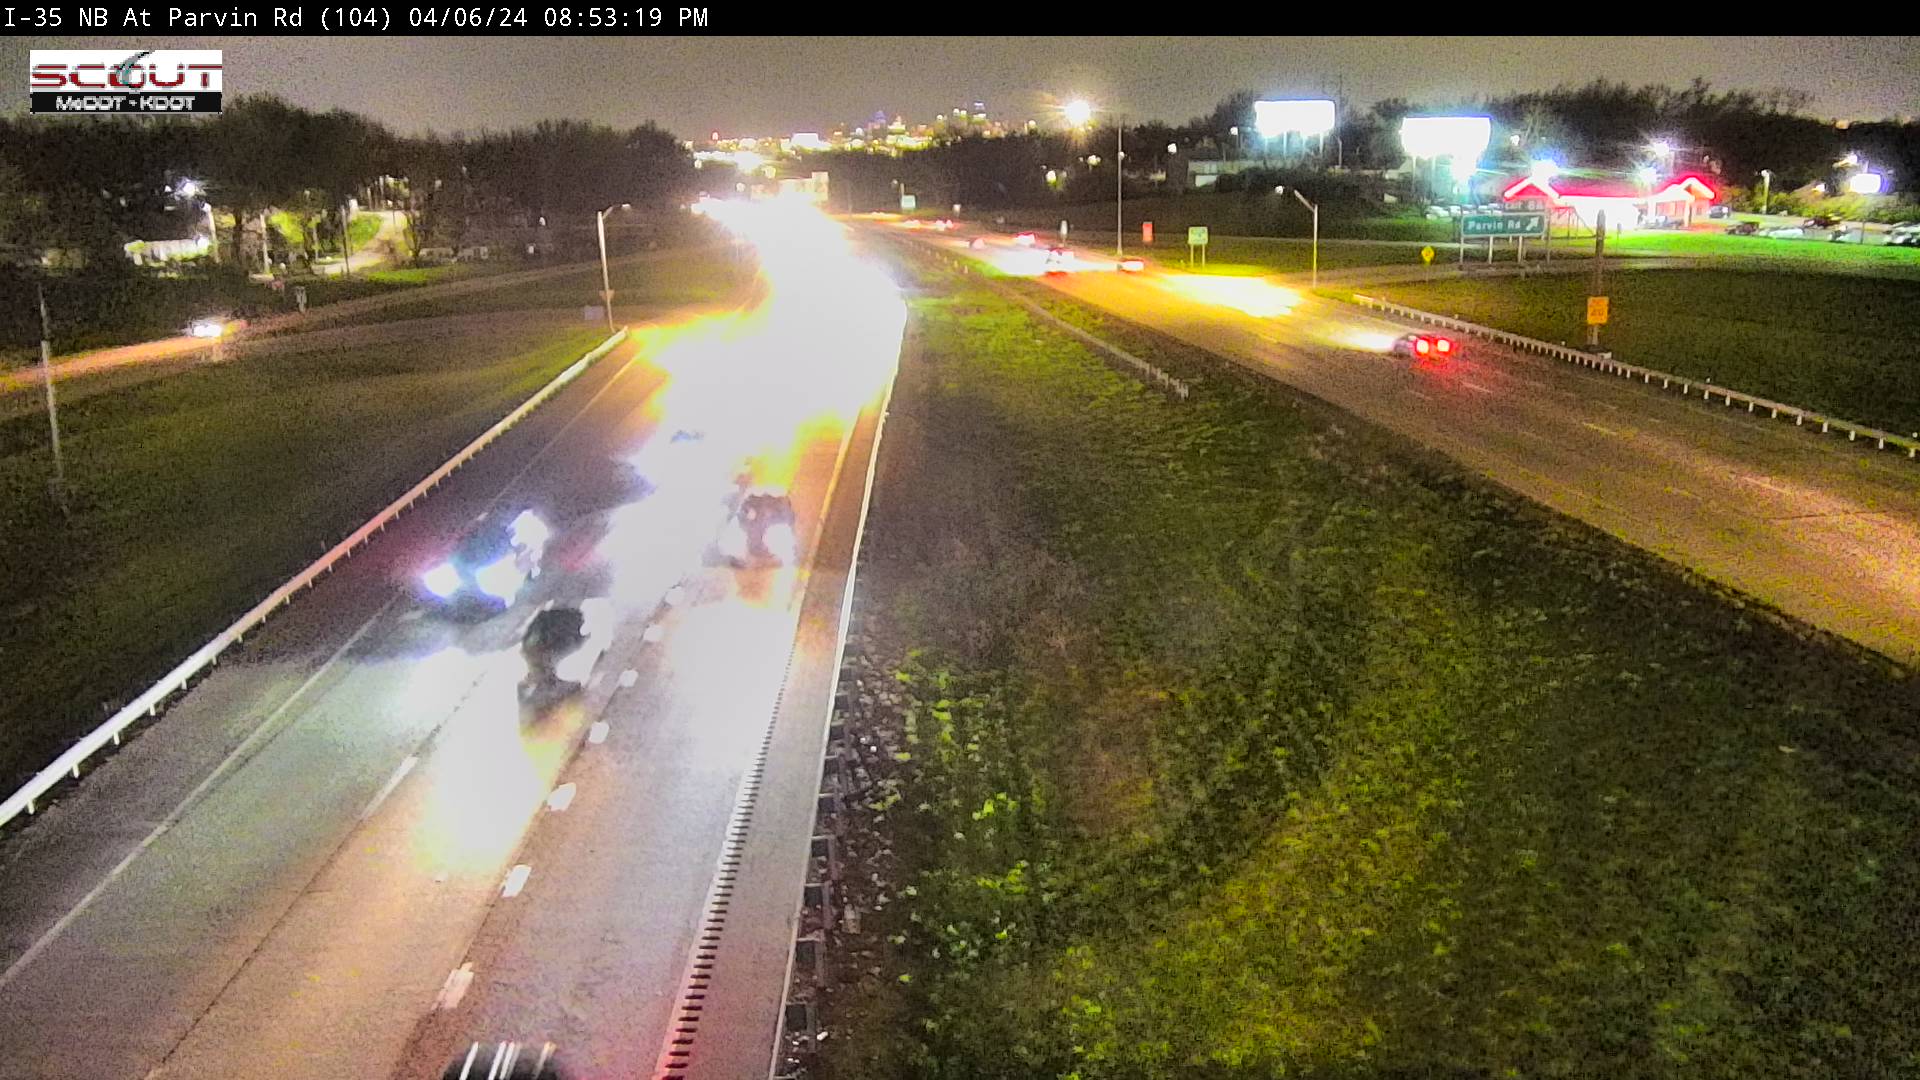 I-35 NB At Parvin Rd (104) 04/06/24 08:53:19 PM
SCOUT
MoDOT - KDOT
Parvin Rd